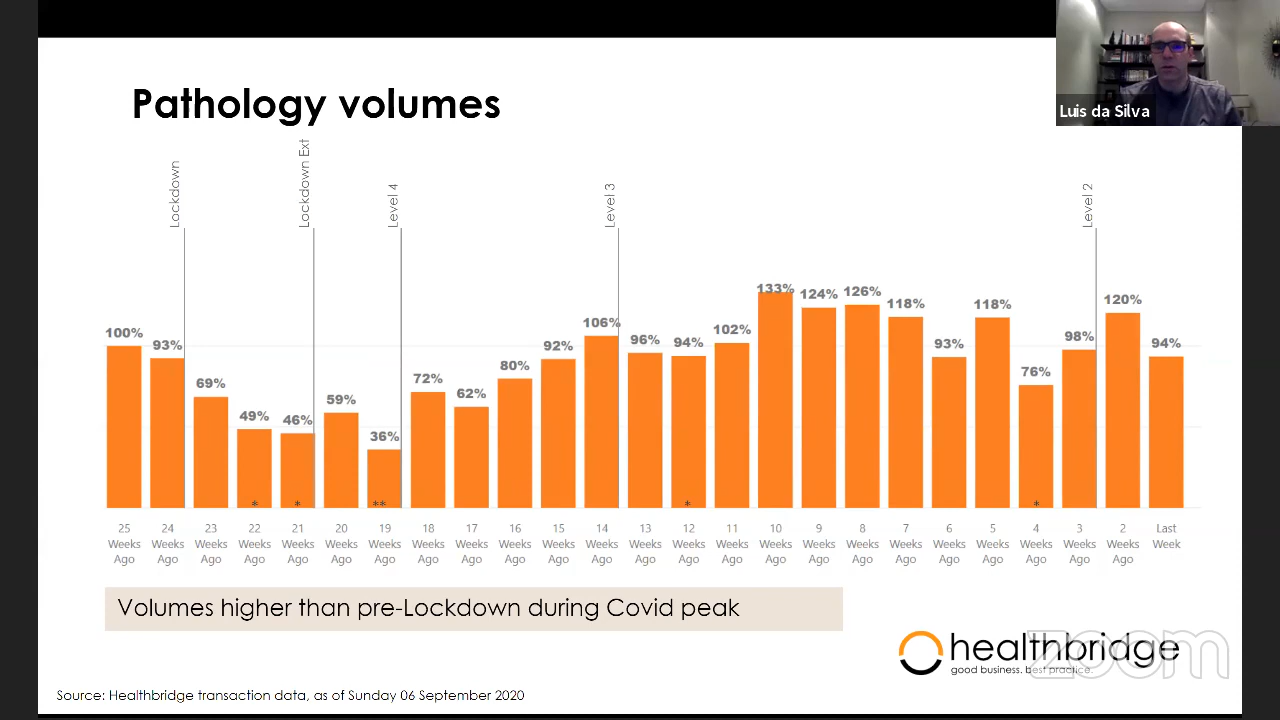 Luis da Silva
Pathology volumes
Lockdown
Lockdown Ext
Level 4
Level 3
Level 2
100% 93% 69% 49% 46% 59% 36% 72% 62% 80% 92% 106% 96% 94% 102% 133% 124% 126% 118% 93% 118% 76% 98% 120% 94%
* * ** * *
25 24 23 22 21 20 19 18 17 16 15 14 13 12 11 10 9 8 7 6 5 4 3 2 Last
Weeks Weeks Weeks Weeks Weeks Weeks Weeks Weeks Weeks Weeks Weeks Weeks Weeks Weeks Weeks Weeks Weeks Weeks Weeks Weeks Weeks Weeks Weeks Weeks Week
Ago Ago Ago Ago Ago Ago Ago Ago Ago Ago Ago Ago Ago Ago Ago Ago Ago Ago Ago Ago Ago Ago Ago Ago
Volumes higher than pre-Lockdown during Covid peak
healthbridge
good business. best practice.
zoom
Source: Healthbridge transaction data, as of Sunday 06 September 2020